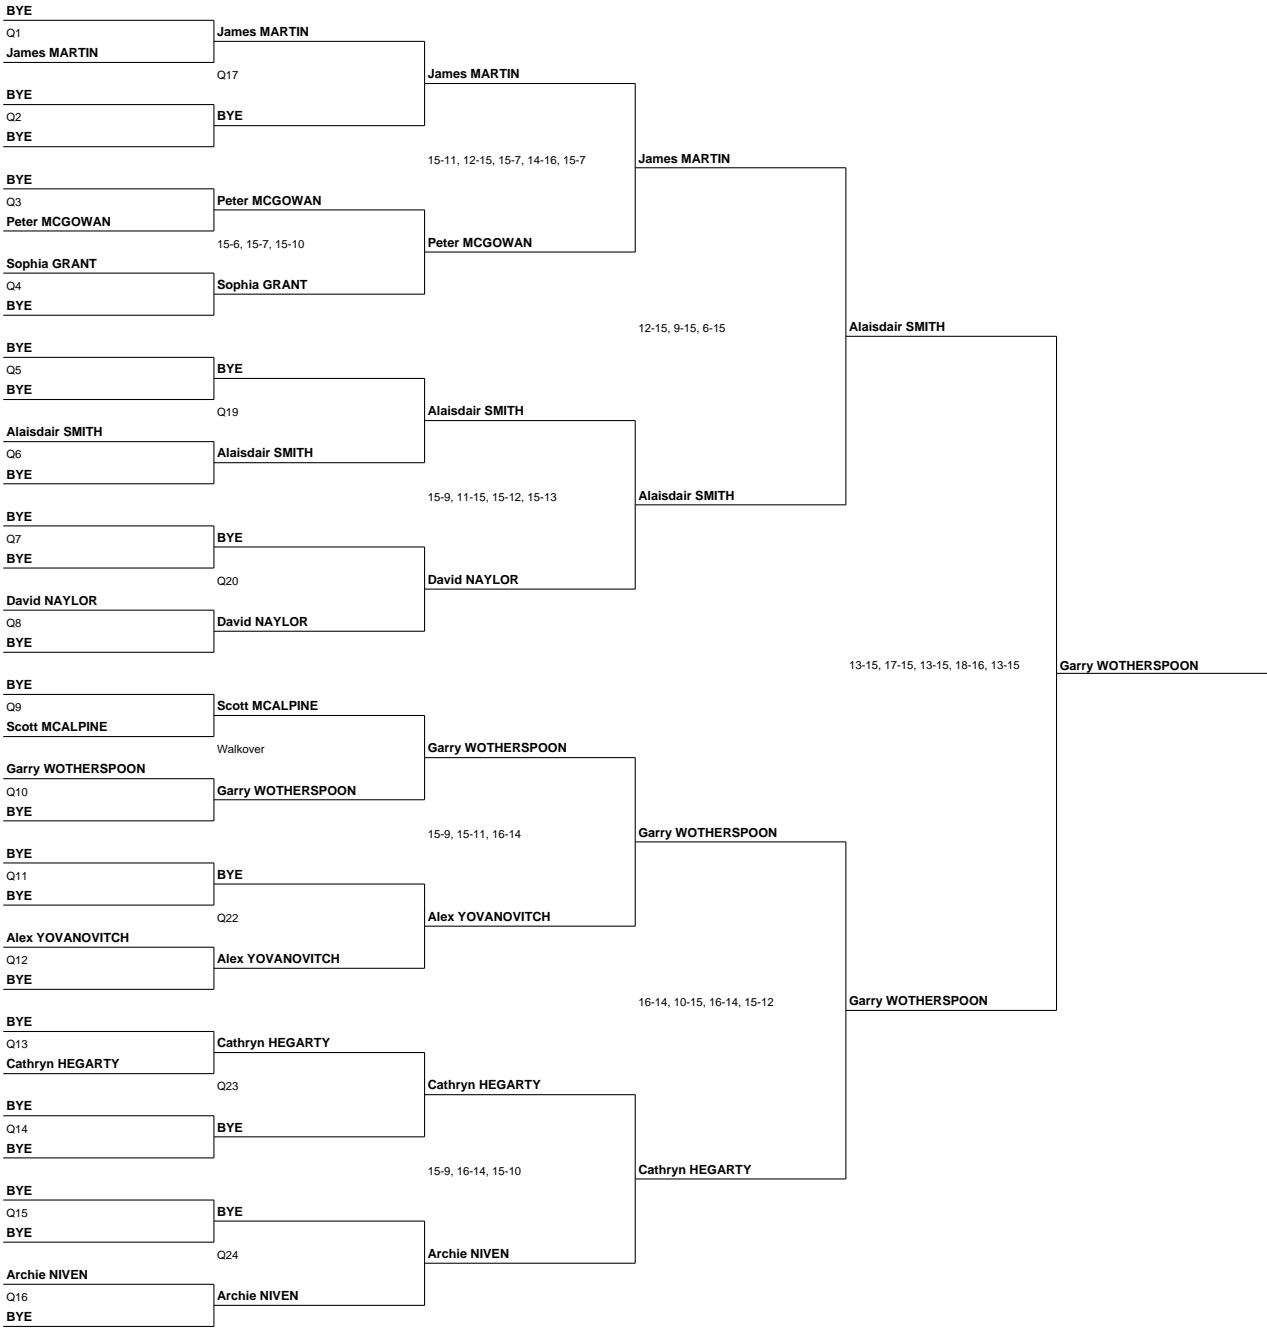 BYE
Q1
James MARTIN
James MARTIN
Q17
James MARTIN
BYE
Q2
BYE
BYE
15-11, 12-15, 15-7, 14-16, 15-7
James MARTIN
BYE
Q3
Peter MCGOWAN
Peter MCGOWAN
15-6, 15-7, 15-10
Peter MCGOWAN
Sophia GRANT
Q4
Sophia GRANT
BYE
12-15, 9-15, 6-15
Alaisdair SMITH
BYE
Q5
BYE
BYE
Q19
Alaisdair SMITH
Alaisdair SMITH
Q6
Alaisdair SMITH
BYE
15-9, 11-15, 15-12, 15-13
Alaisdair SMITH
BYE
Q7
BYE
BYE
Q20
David NAYLOR
David NAYLOR
Q8
David NAYLOR
BYE
13-15, 17-15, 13-15, 18-16, 13-15
Garry WOTHERSPOON
BYE
Q9
Scott MCALPINE
Scott MCALPINE
Walkover
Garry WOTHERSPOON
Garry WOTHERSPOON
Q10
Garry WOTHERSPOON
BYE
15-9, 15-11, 16-14
Garry WOTHERSPOON
BYE
Q11
BYE
BYE
Q22
Alex YOVANOVITCH
Alex YOVANOVITCH
Q12
Alex YOVANOVITCH
BYE
16-14, 10-15, 16-14, 15-12
Garry WOTHERSPOON
BYE
Q13
Cathryn HEGARTY
Cathryn HEGARTY
Q23
Cathryn HEGARTY
BYE
Q14
BYE
BYE
15-9, 16-14, 15-10
Cathryn HEGARTY
BYE
Q15
BYE
BYE
Q24
Archie NIVEN
Archie NIVEN
Q16
Archie NIVEN
BYE